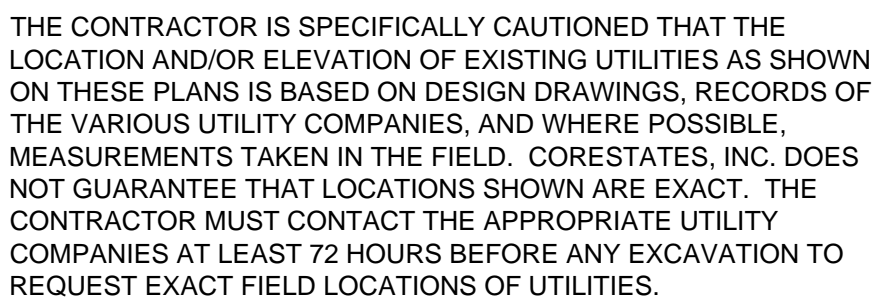 THE CONTRACTOR IS SPECIFICALLY CAUTIONED THAT THE
LOCATION AND/OR ELEVATION OF EXISTING UTILITIES AS SHOWN
ON THESE PLANS IS BASED ON DESIGN DRAWINGS, RECORDS OF
THE VARIOUS UTILITY COMPANIES, AND WHERE POSSIBLE,
MEASUREMENTS TAKEN IN THE FIELD.  CORESTATES, INC. DOES
NOT GUARANTEE THAT LOCATIONS SHOWN ARE EXACT.  THE
CONTRACTOR MUST CONTACT THE APPROPRIATE UTILITY
COMPANIES AT LEAST 72 HOURS BEFORE ANY EXCAVATION TO
REQUEST EXACT FIELD LOCATIONS OF UTILITIES.